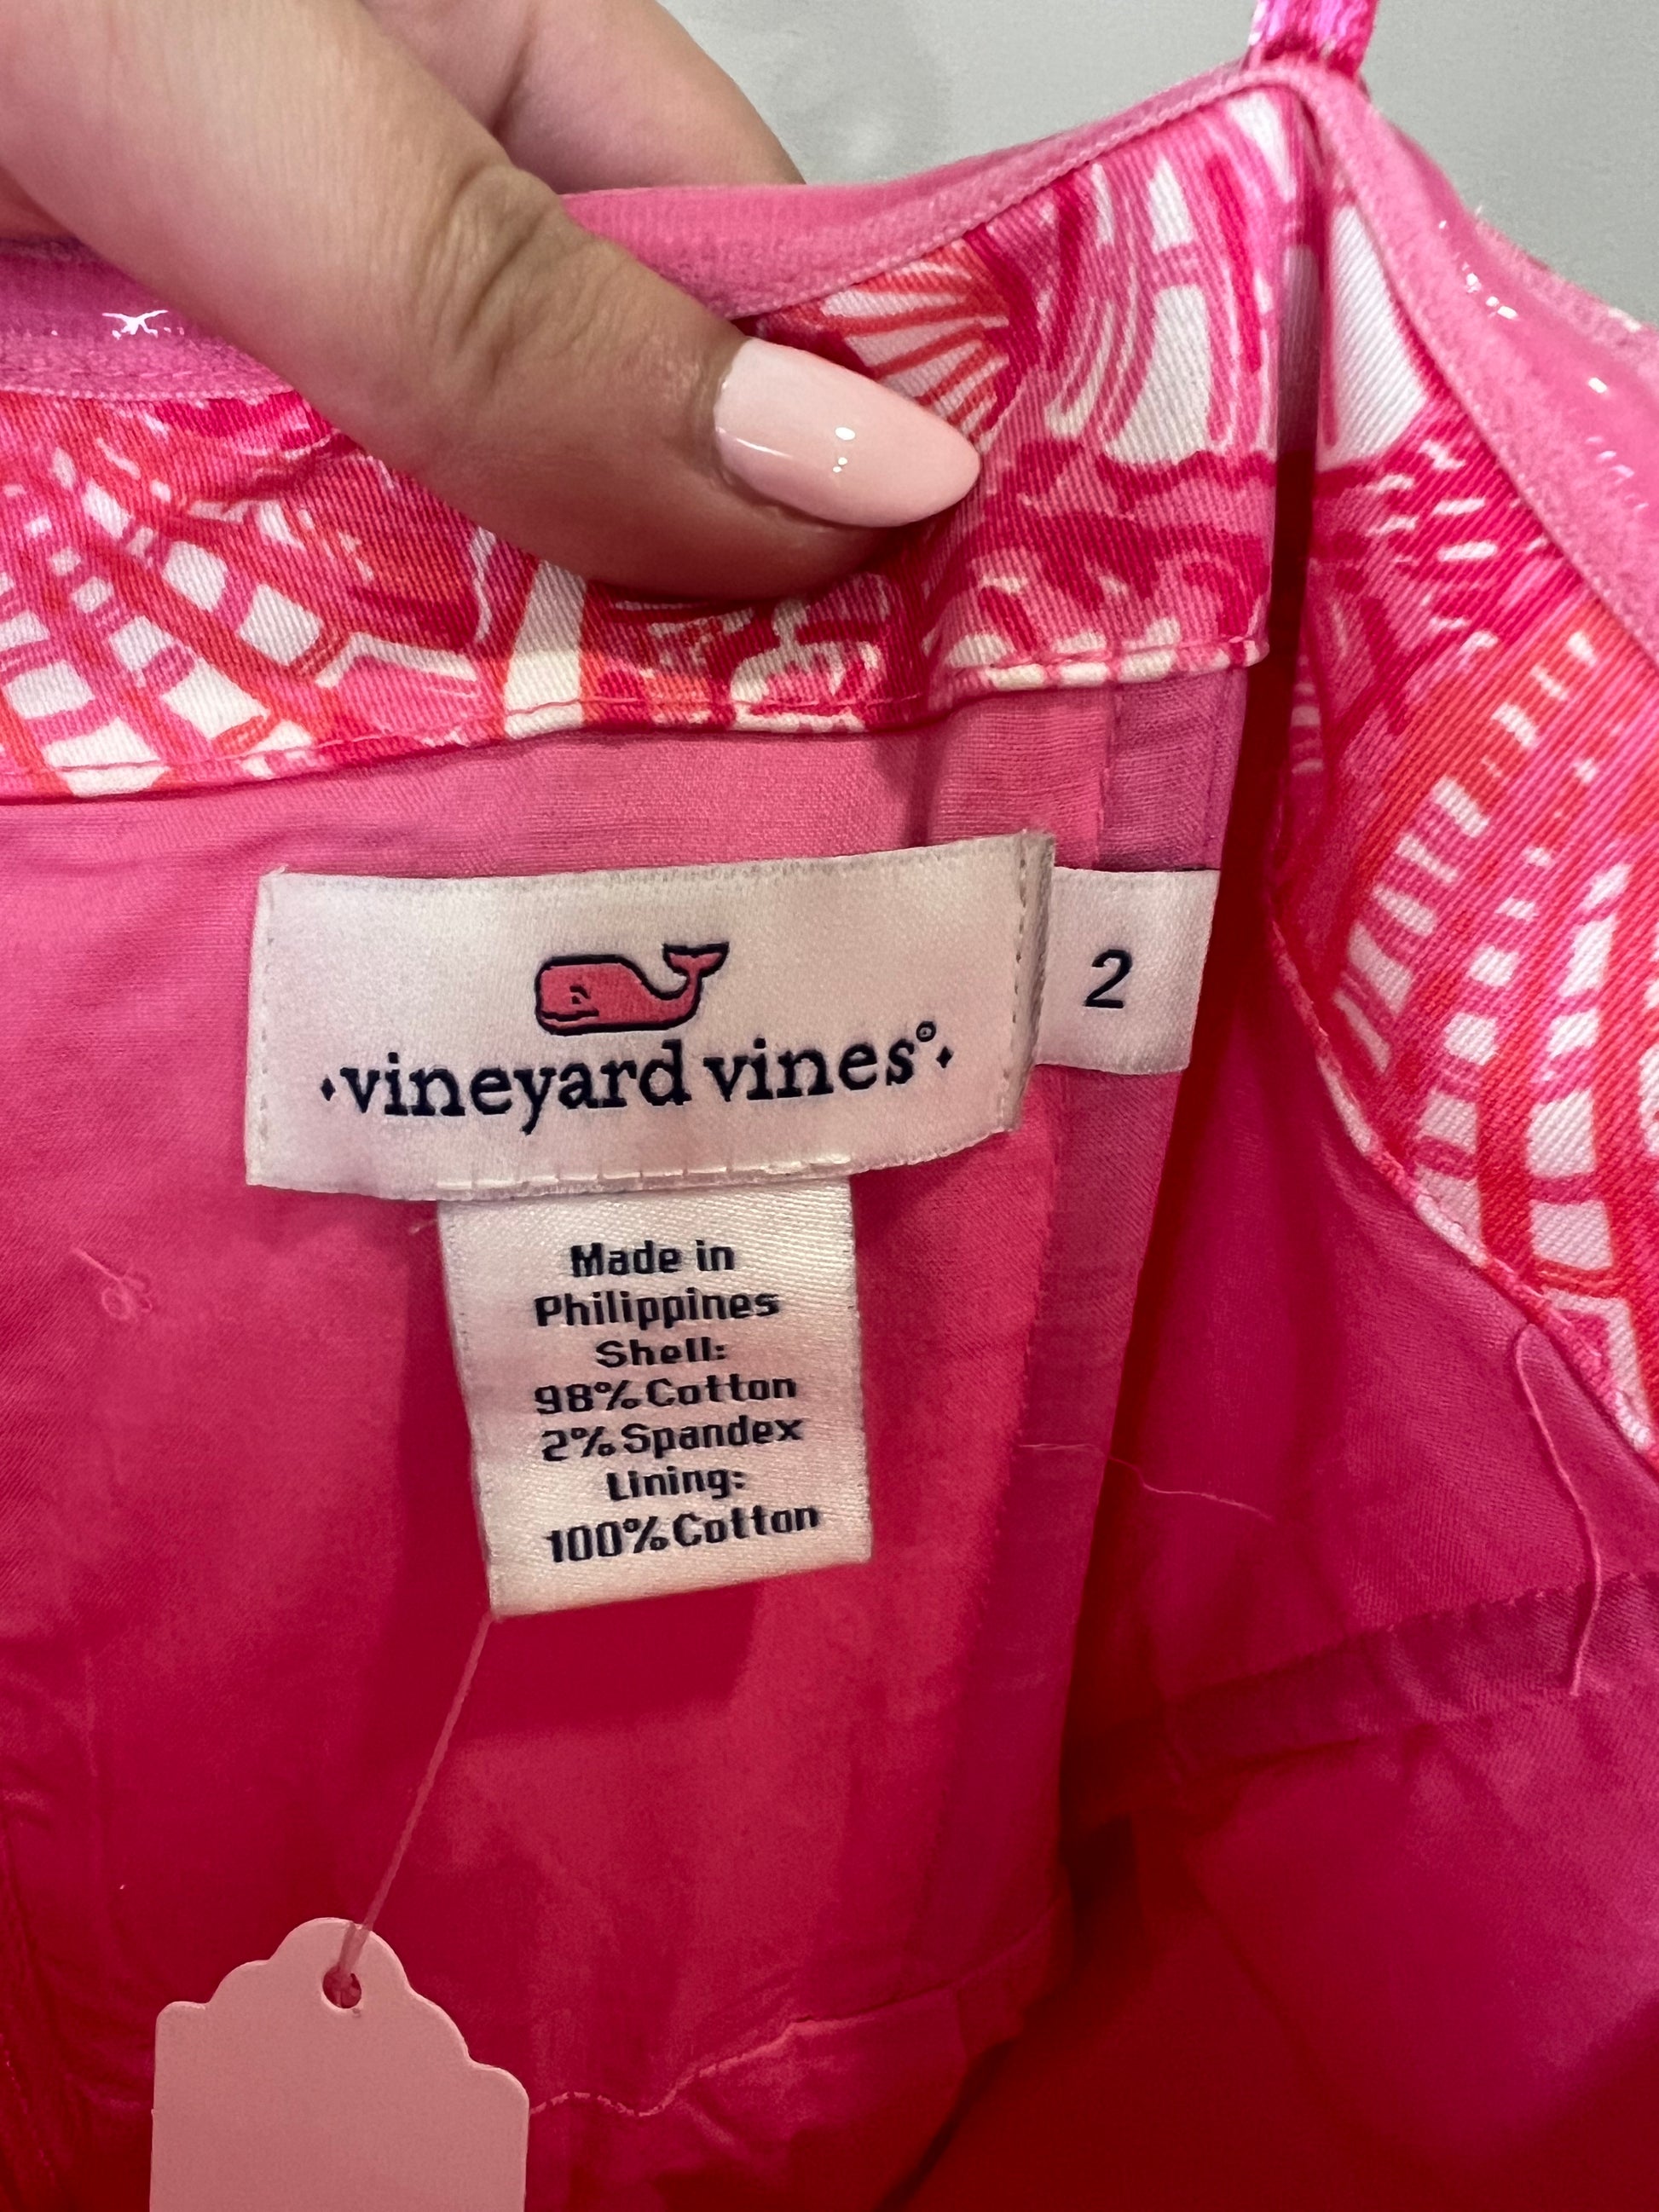 vineyard vines®
2
Made in
Philippines
Shell:
98% Cotton
2% Spandex
Lining:
100% Cotton